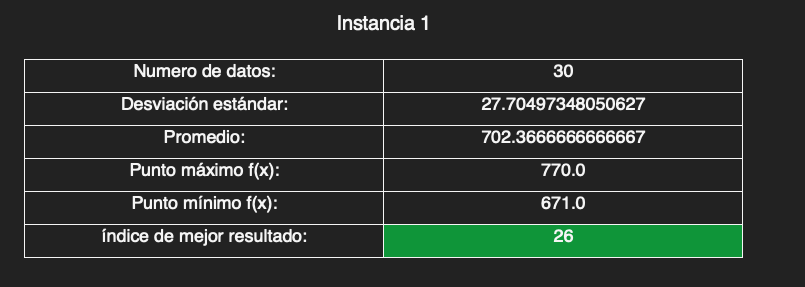 Instancia 1
Numero de datos: 30
Desviación estándar: 27.70497348050627
Promedio: 702.3666666666667
Punto máximo f(x): 770.0
Punto mínimo f(x): 671.0
índice de mejor resultado: 26